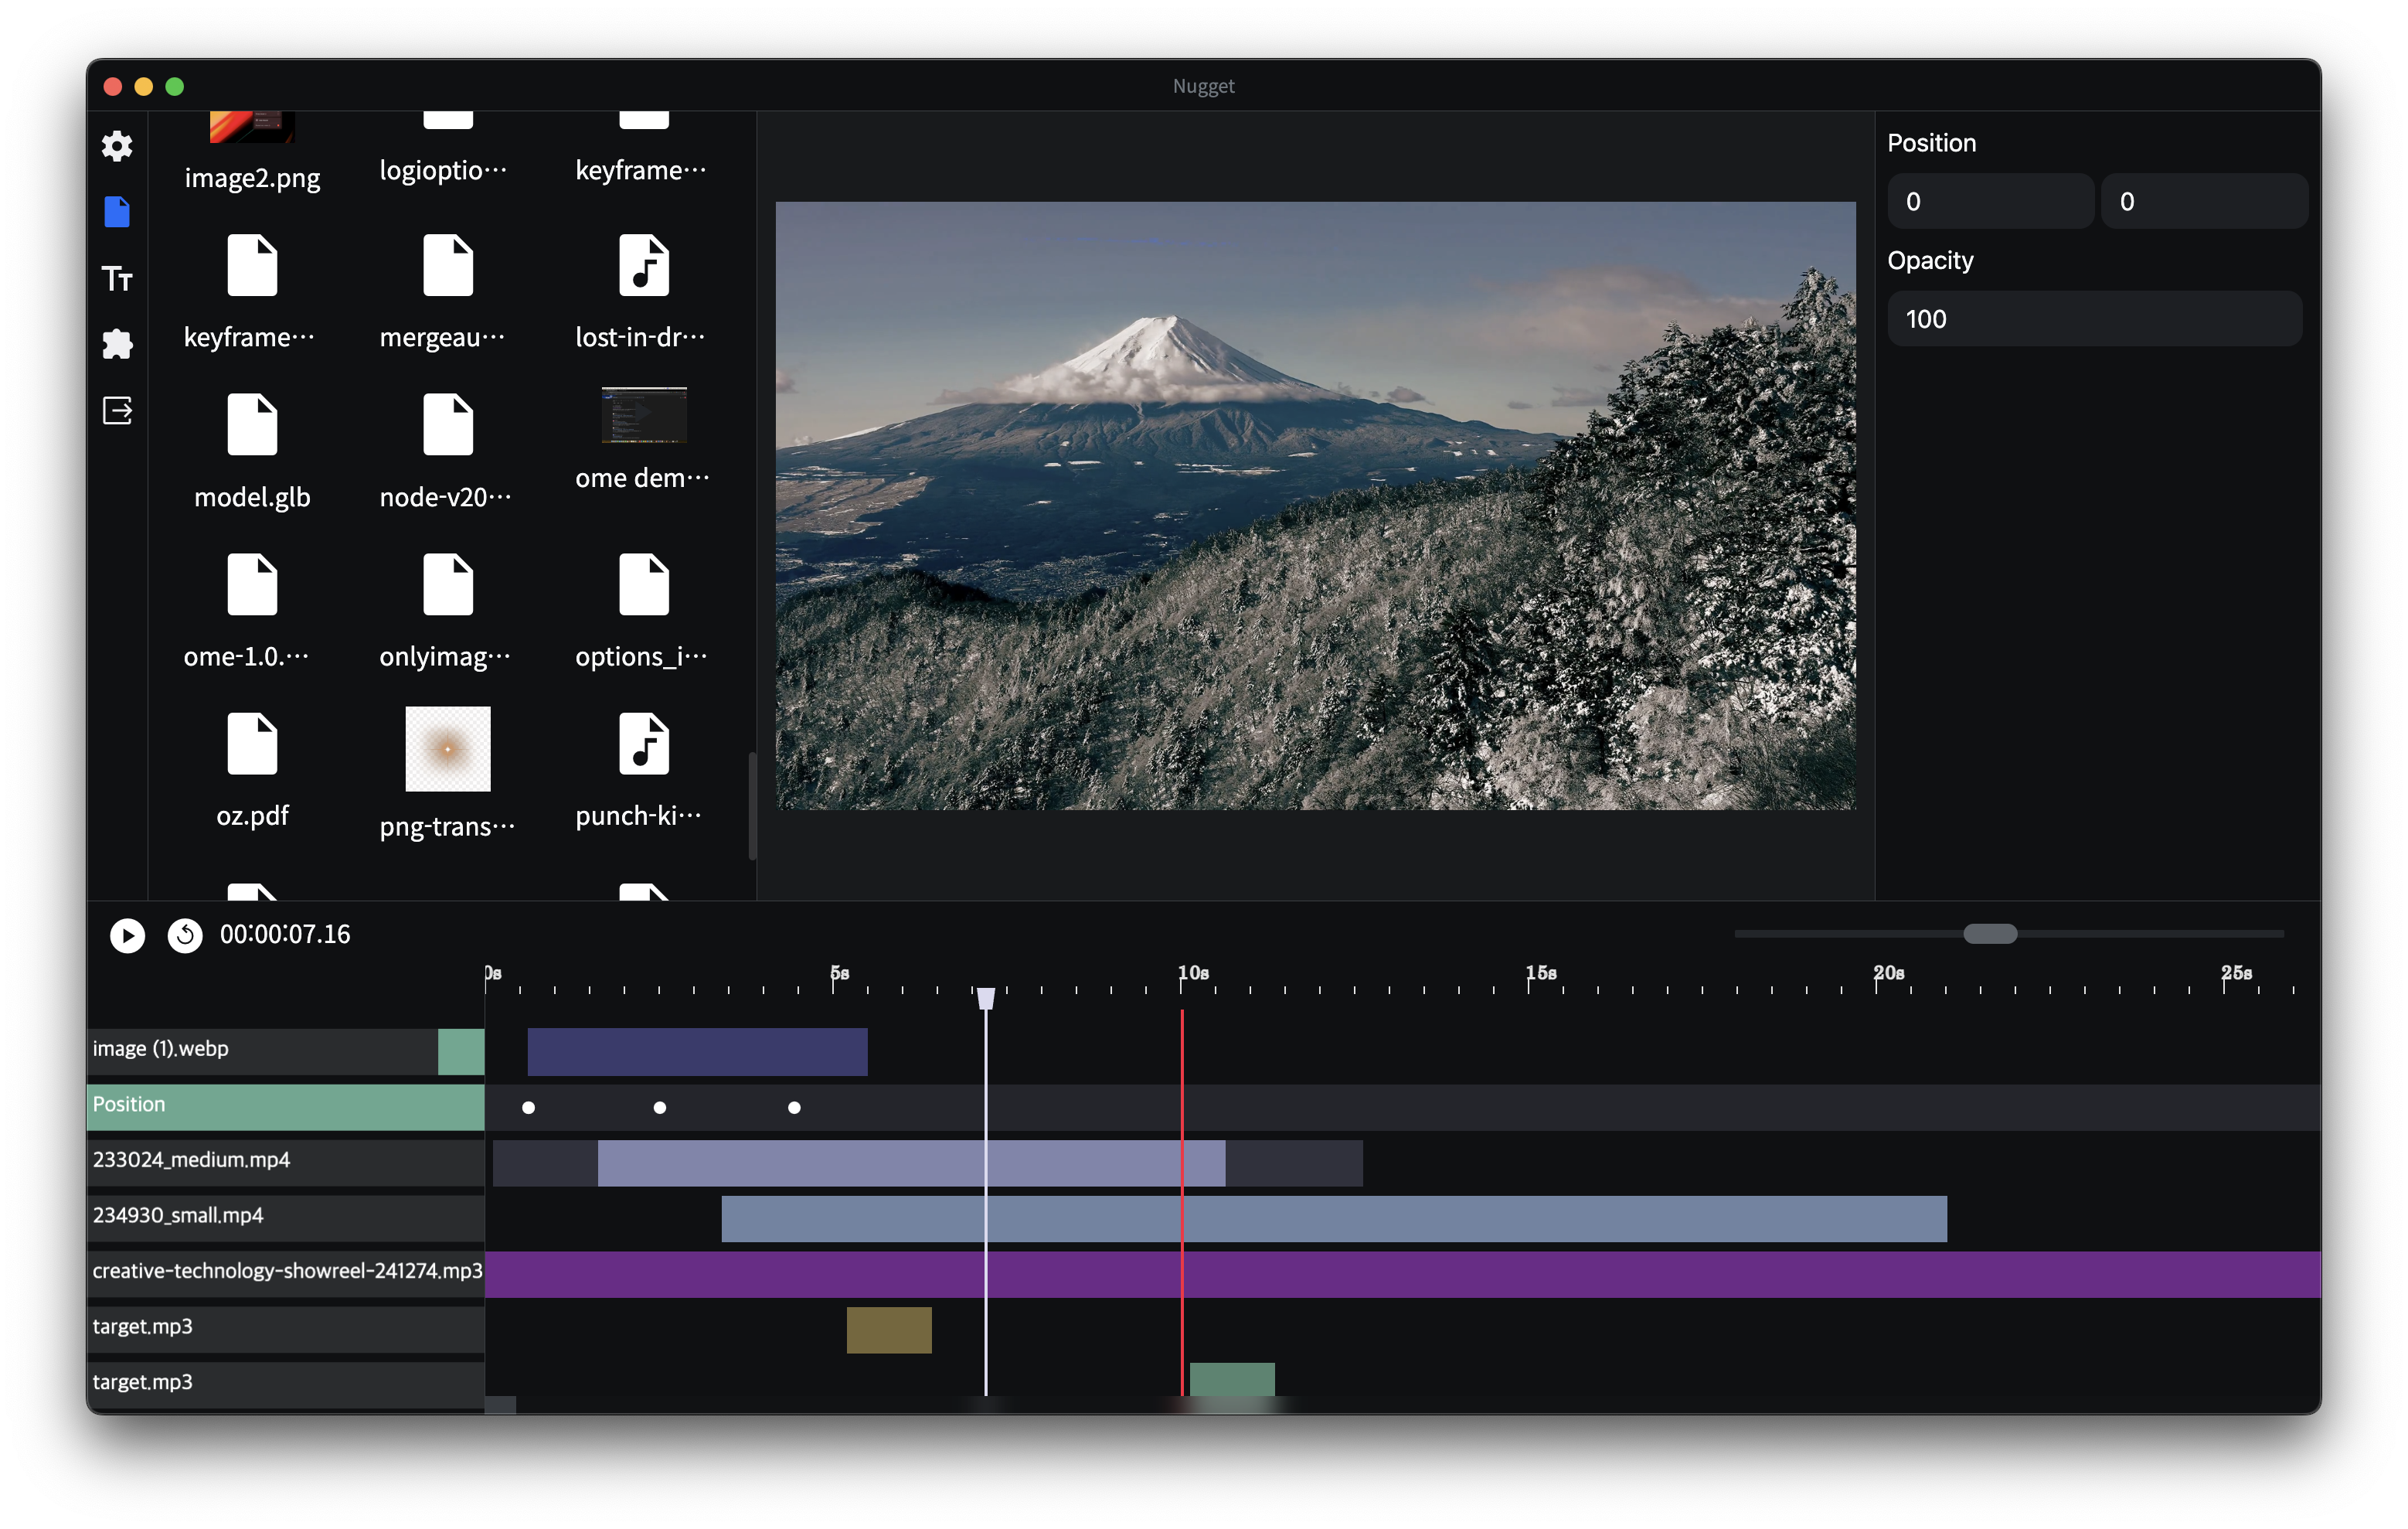 Nugget
image2.png
logioptio···
keyframe···
keyframe···
mergeau···
lost-in-dr···
model.glb
node-v20···
ome dem···
ome-1.0.···
onlyimag···
options_i···
oz.pdf
png-trans···
punch-ki···
Position
0
0
Opacity
100
00:00:07.16
0s
5s
10s
15s
20s
25s
image (1).webp
Position
233024_medium.mp4
234930_small.mp4
creative-technology-showreel-241274.mp3
target.mp3
target.mp3